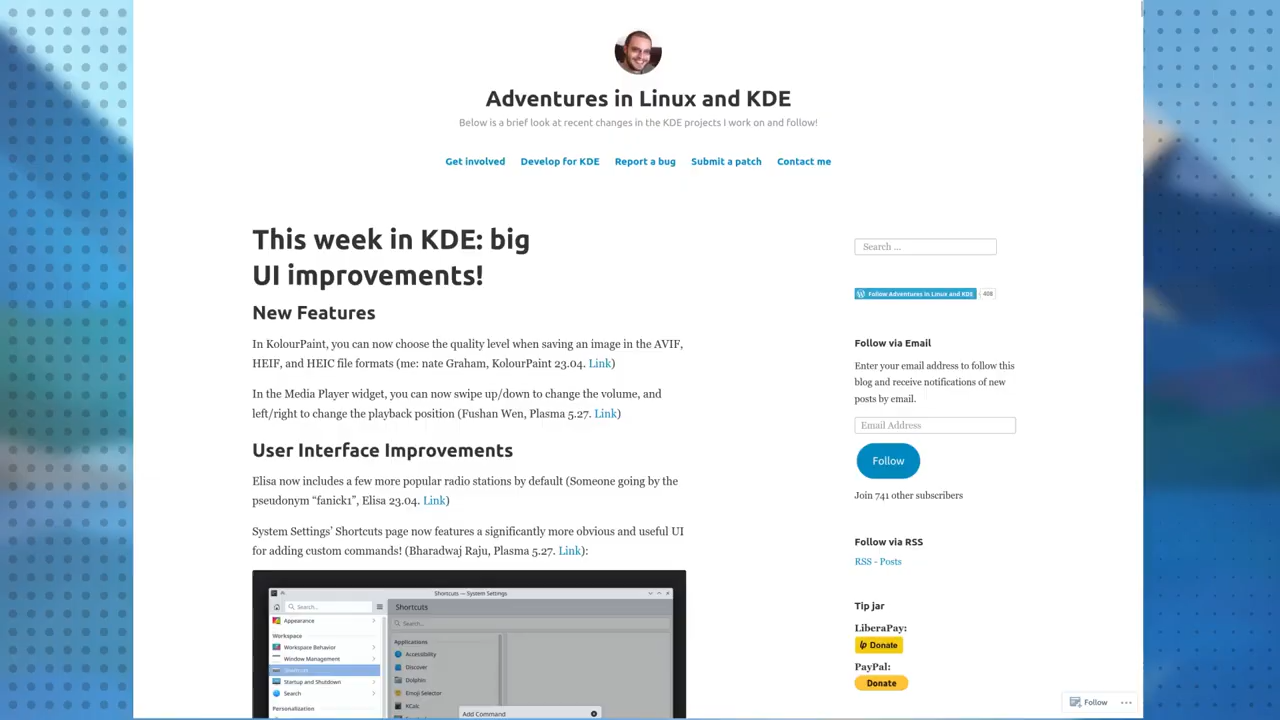 Adventures in Linux and KDE
Below is a brief look at recent changes in the KDE projects I work on and follow!
Get involved Develop for KDE Report a bug Submit a patch Contact me
This week in KDE: big
UI improvements!
New Features
In KolourPaint, you can now choose the quality level when saving an image in the AVIF,
HEIF, and HEIC file formats (me: nate Graham, KolourPaint 23.04. Link)
In the Media Player widget, you can now swipe up/down to change the volume, and
left/right to change the playback position (Fushan Wen, Plasma 5.27. Link)
User Interface Improvements
Elisa now includes a few more popular radio stations by default (Someone going by the
pseudonym “fanick1”, Elisa 23.04. Link)
System Settings’ Shortcuts page now features a significantly more obvious and useful UI
for adding custom commands! (Bharadwaj Raju, Plasma 5.27. Link):
Shortcuts — System Settings
Search...
Appearance
Workspace
Workspace Behavior
Window Management
Shortcuts
Startup and Shutdown
Search
Personalization
Shortcuts
Search...
Applications
Accessibility
Discover
Dolphin
Emoji Selector
KCalc
Add Command
Search ...
Follow Adventures in Linux and KDE 408
Follow via Email
Enter your email address to follow this
blog and receive notifications of new
posts by email.
Email Address
Follow
Join 741 other subscribers
Follow via RSS
RSS - Posts
Tip jar
LiberaPay:
Donate
PayPal:
Donate
Follow